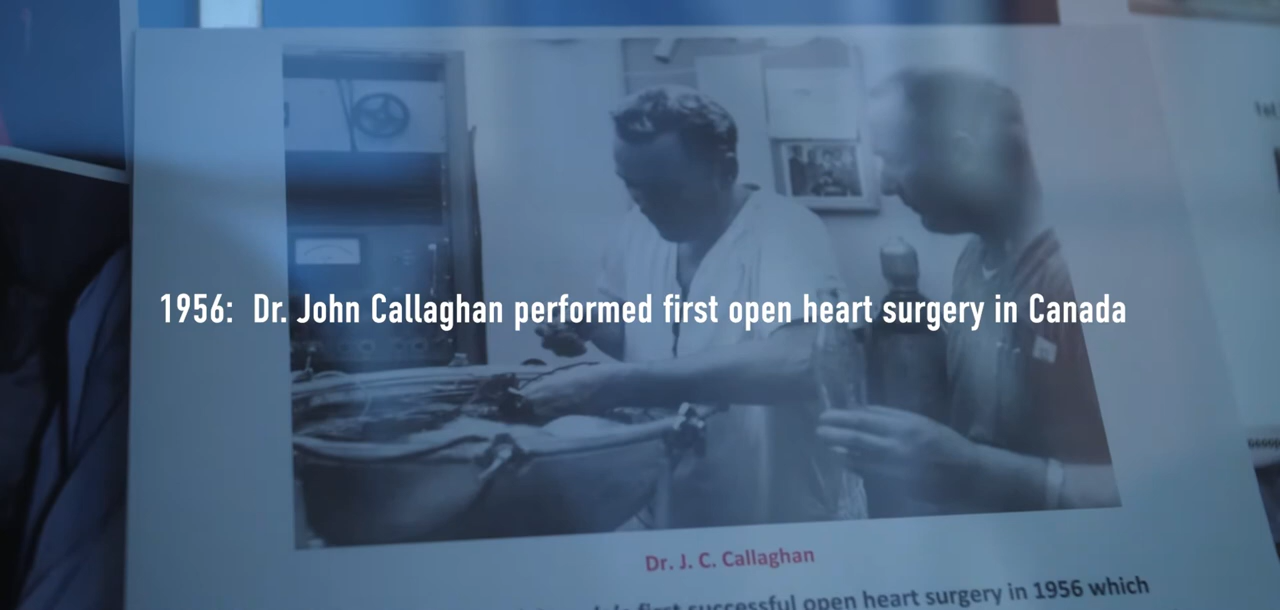 1956: Dr. John Callaghan performed first open heart surgery in Canada
Dr. J. C. Callaghan
first successful open heart surgery in 1956 which